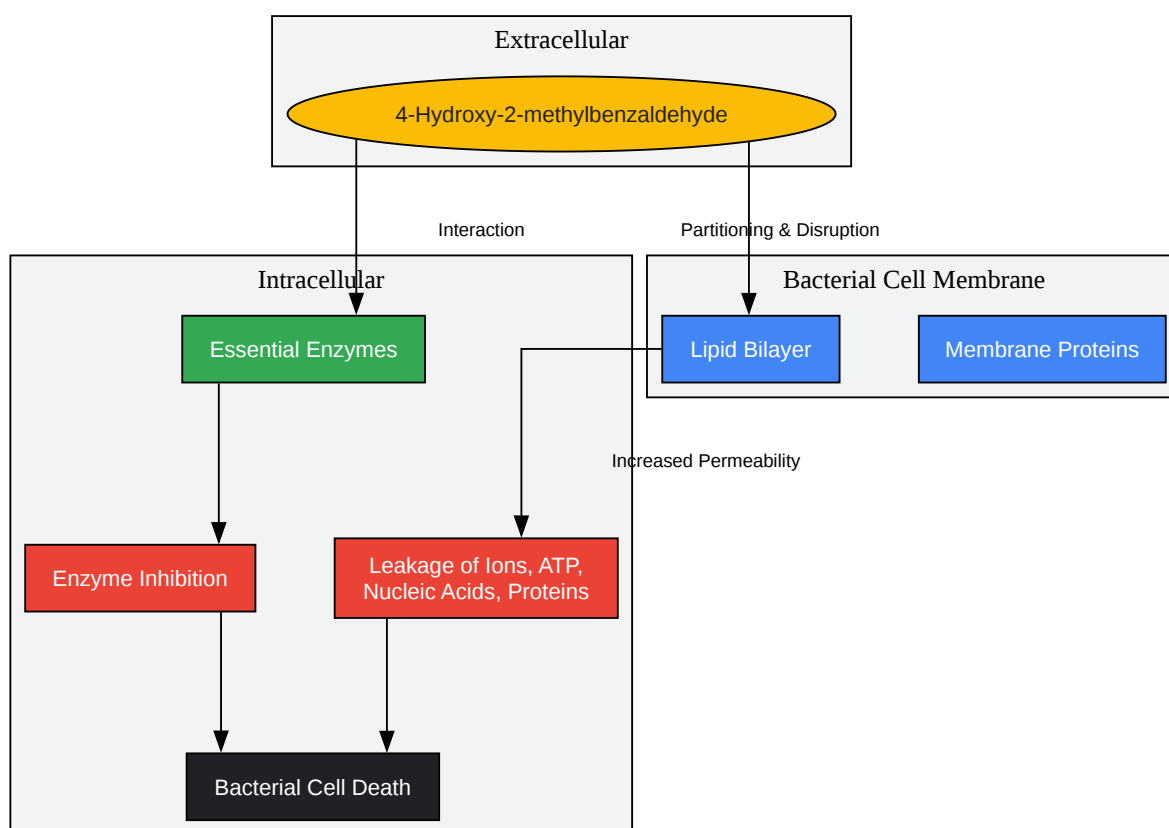 Extracellular
4-Hydroxy-2-methylbenzaldehyde
Interaction
Partitioning & Disruption
Intracellular
Bacterial Cell Membrane
Essential Enzymes
Lipid Bilayer
Membrane Proteins
Increased Permeability
Enzyme Inhibition
Leakage of Ions, ATP,
Nucleic Acids, Proteins
Bacterial Cell Death